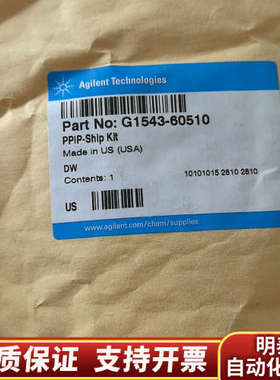 Agilent Technologies
Part No: G1543-60510
PPIP-Ship Kit
Made in US (USA)
DW
Contents: 1
10101015 2810 2810
US
www.agilent.com/chem/supplies
质保证 支持开票
明
自动化